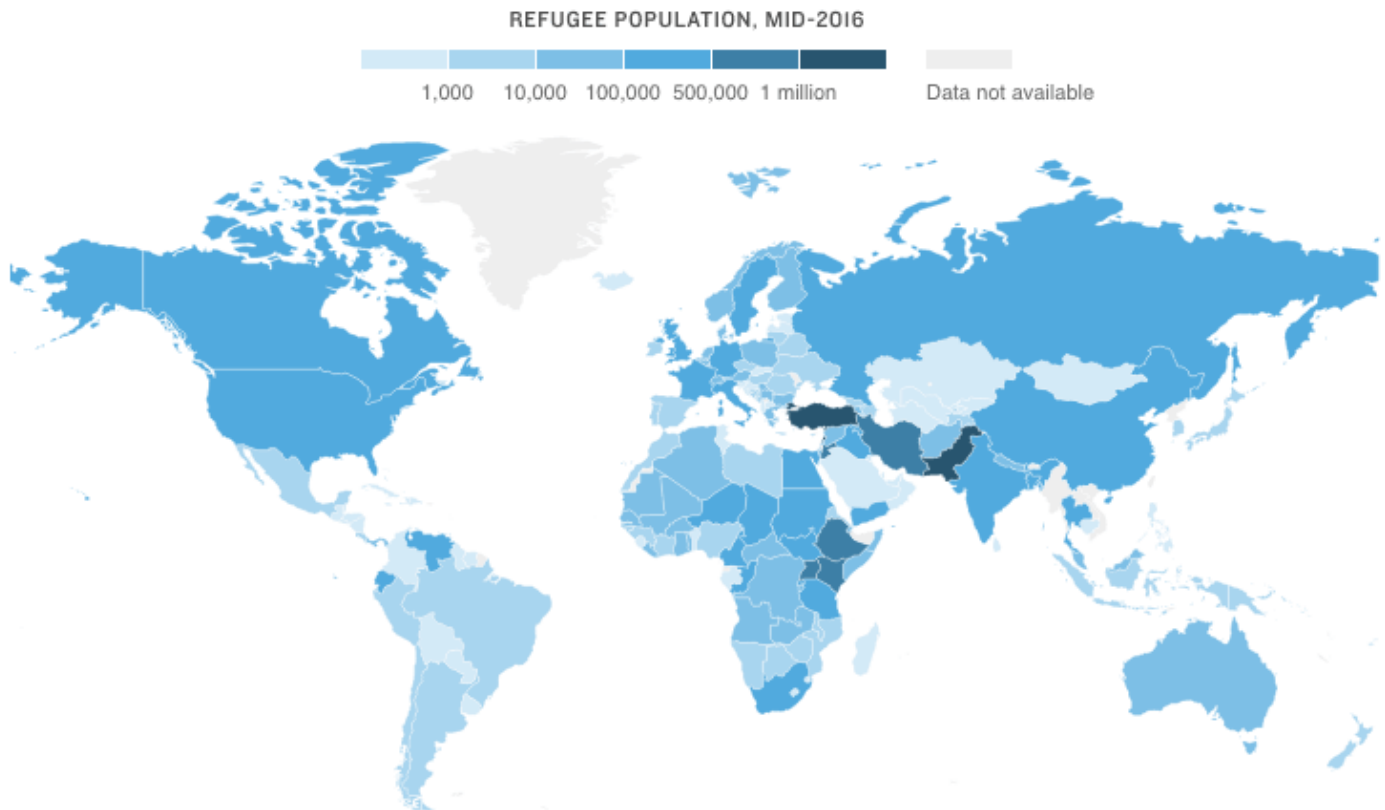 REFUGEE POPULATION, MID-2016
1,000 10,000 100,000 500,000 1 million Data not available